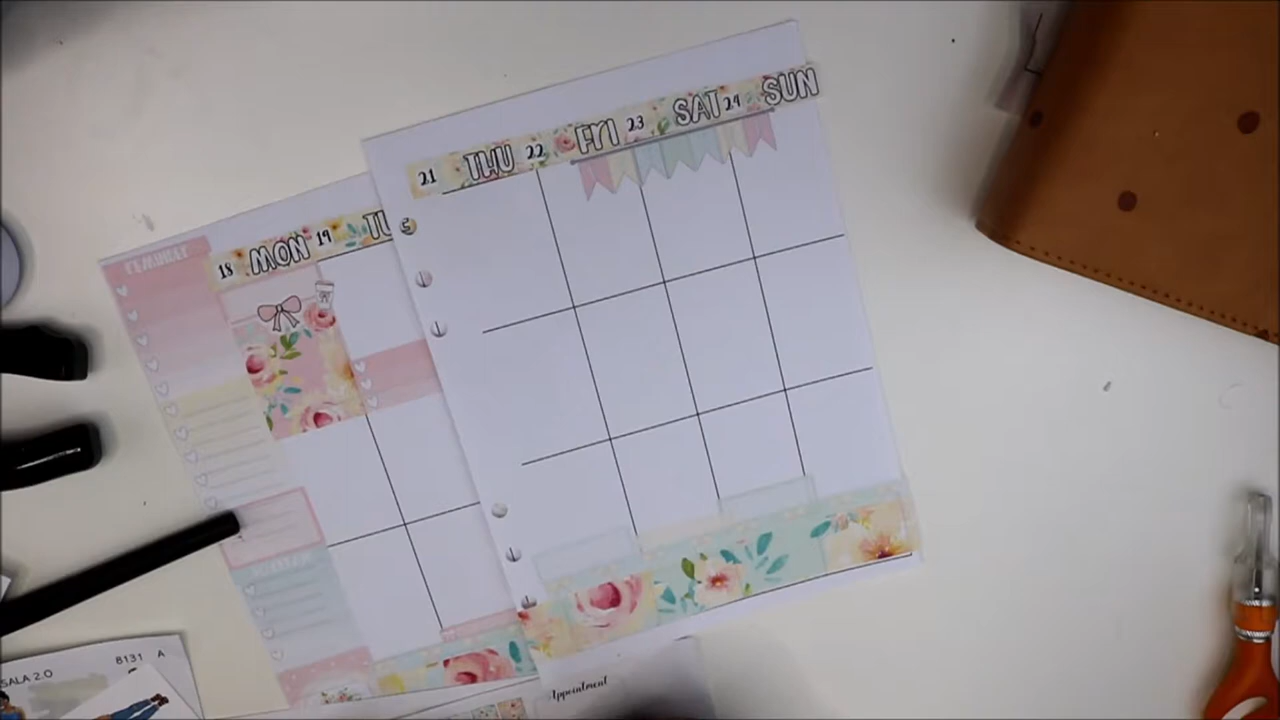 21 THU 22 FRI 23 SAT 24 SUN
18 MON 19 TU
SALA 2.0 8131 A
Appointment